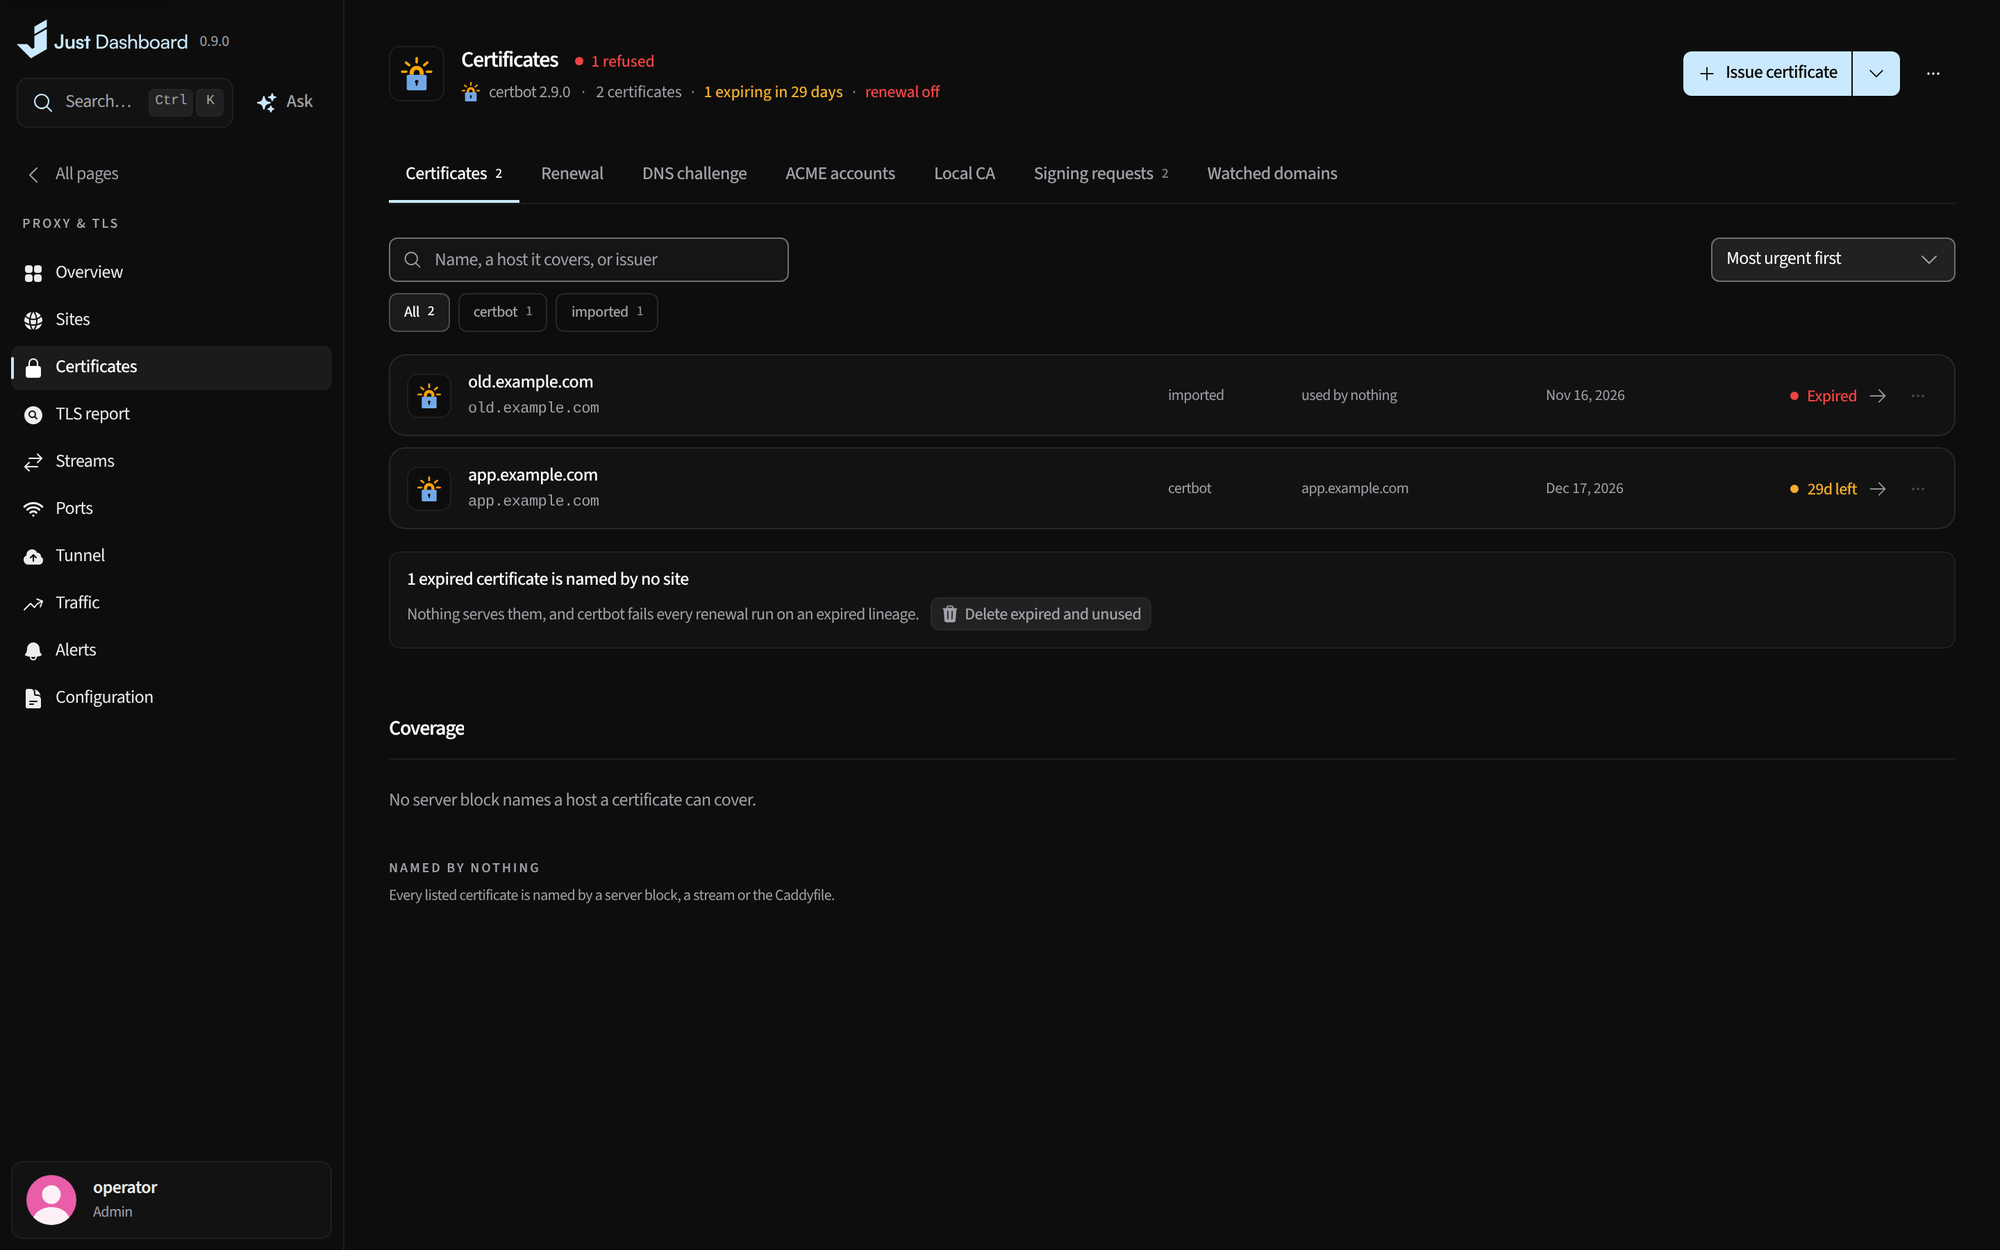 Just Dashboard 0.9.0
Search... Ctrl K Ask
All pages
PROXY & TLS
Overview
Sites
Certificates
TLS report
Streams
Ports
Tunnel
Traffic
Alerts
Configuration
operator
Admin
Certificates 1 refused
certbot 2.9.0 · 2 certificates · 1 expiring in 29 days · renewal off
Issue certificate
Certificates 2 Renewal DNS challenge ACME accounts Local CA Signing requests 2 Watched domains
Name, a host it covers, or issuer
Most urgent first
All 2 certbot 1 imported 1
old.example.com
old.example.com
imported used by nothing Nov 16, 2026 Expired
app.example.com
app.example.com
certbot app.example.com Dec 17, 2026 29d left
1 expired certificate is named by no site
Nothing serves them, and certbot fails every renewal run on an expired lineage. Delete expired and unused
Coverage
No server block names a host a certificate can cover.
NAMED BY NOTHING
Every listed certificate is named by a server block, a stream or the Caddyfile.